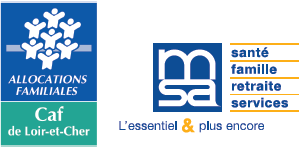 ALLOCATIONS
FAMILIALES
Caf
de Loir-et-Cher
msa
santé
famille
retraite
services
L'essentiel & plus encore